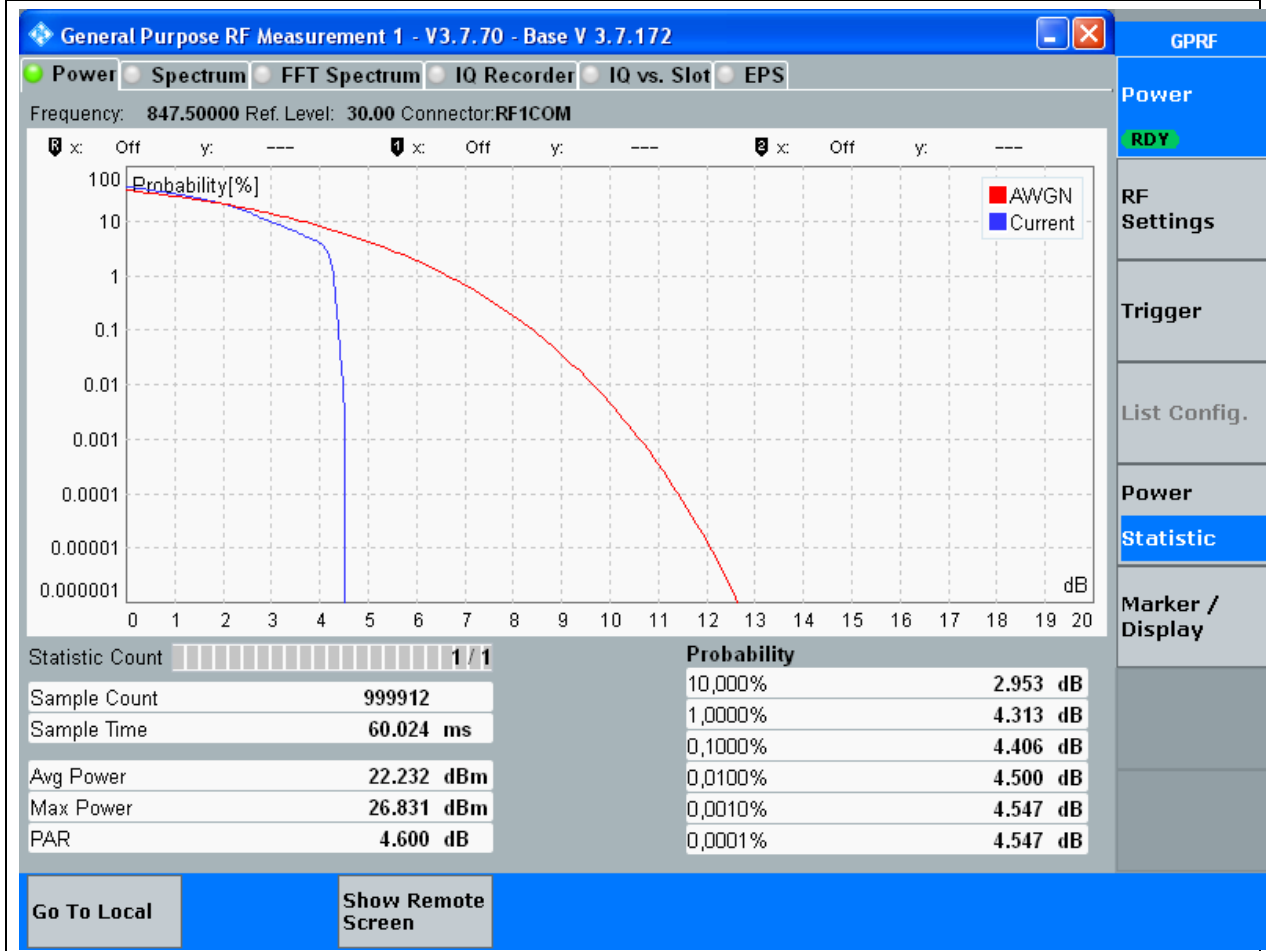 General Purpose RF Measurement 1 - V3.7.70 - Base V 3.7.172
GPRF
Power Spectrum FFT Spectrum IQ Recorder IQ vs. Slot EPS
Frequency: 847.50000 Ref. Level: 30.00 Connector:RF1COM
R x: Off y: --- 1 x: Off y: --- 2 x: Off y: ---
Probability[%]
100
10
1
0.1
0.01
0.001
0.0001
0.00001
0.000001
AWGN
Current
dB
0 1 2 3 4 5 6 7 8 9 10 11 12 13 14 15 16 17 18 19 20
Statistic Count 1 / 1
Sample Count 999912
Sample Time 60.024 ms
Avg Power 22.232 dBm
Max Power 26.831 dBm
PAR 4.600 dB
Probability
10,000% 2.953 dB
1,0000% 4.313 dB
0,1000% 4.406 dB
0,0100% 4.500 dB
0,0010% 4.547 dB
0,0001% 4.547 dB
Power
RDY
RF
Settings
Trigger
List Config.
Power
Statistic
Marker /
Display
Go To Local
Show Remote
Screen